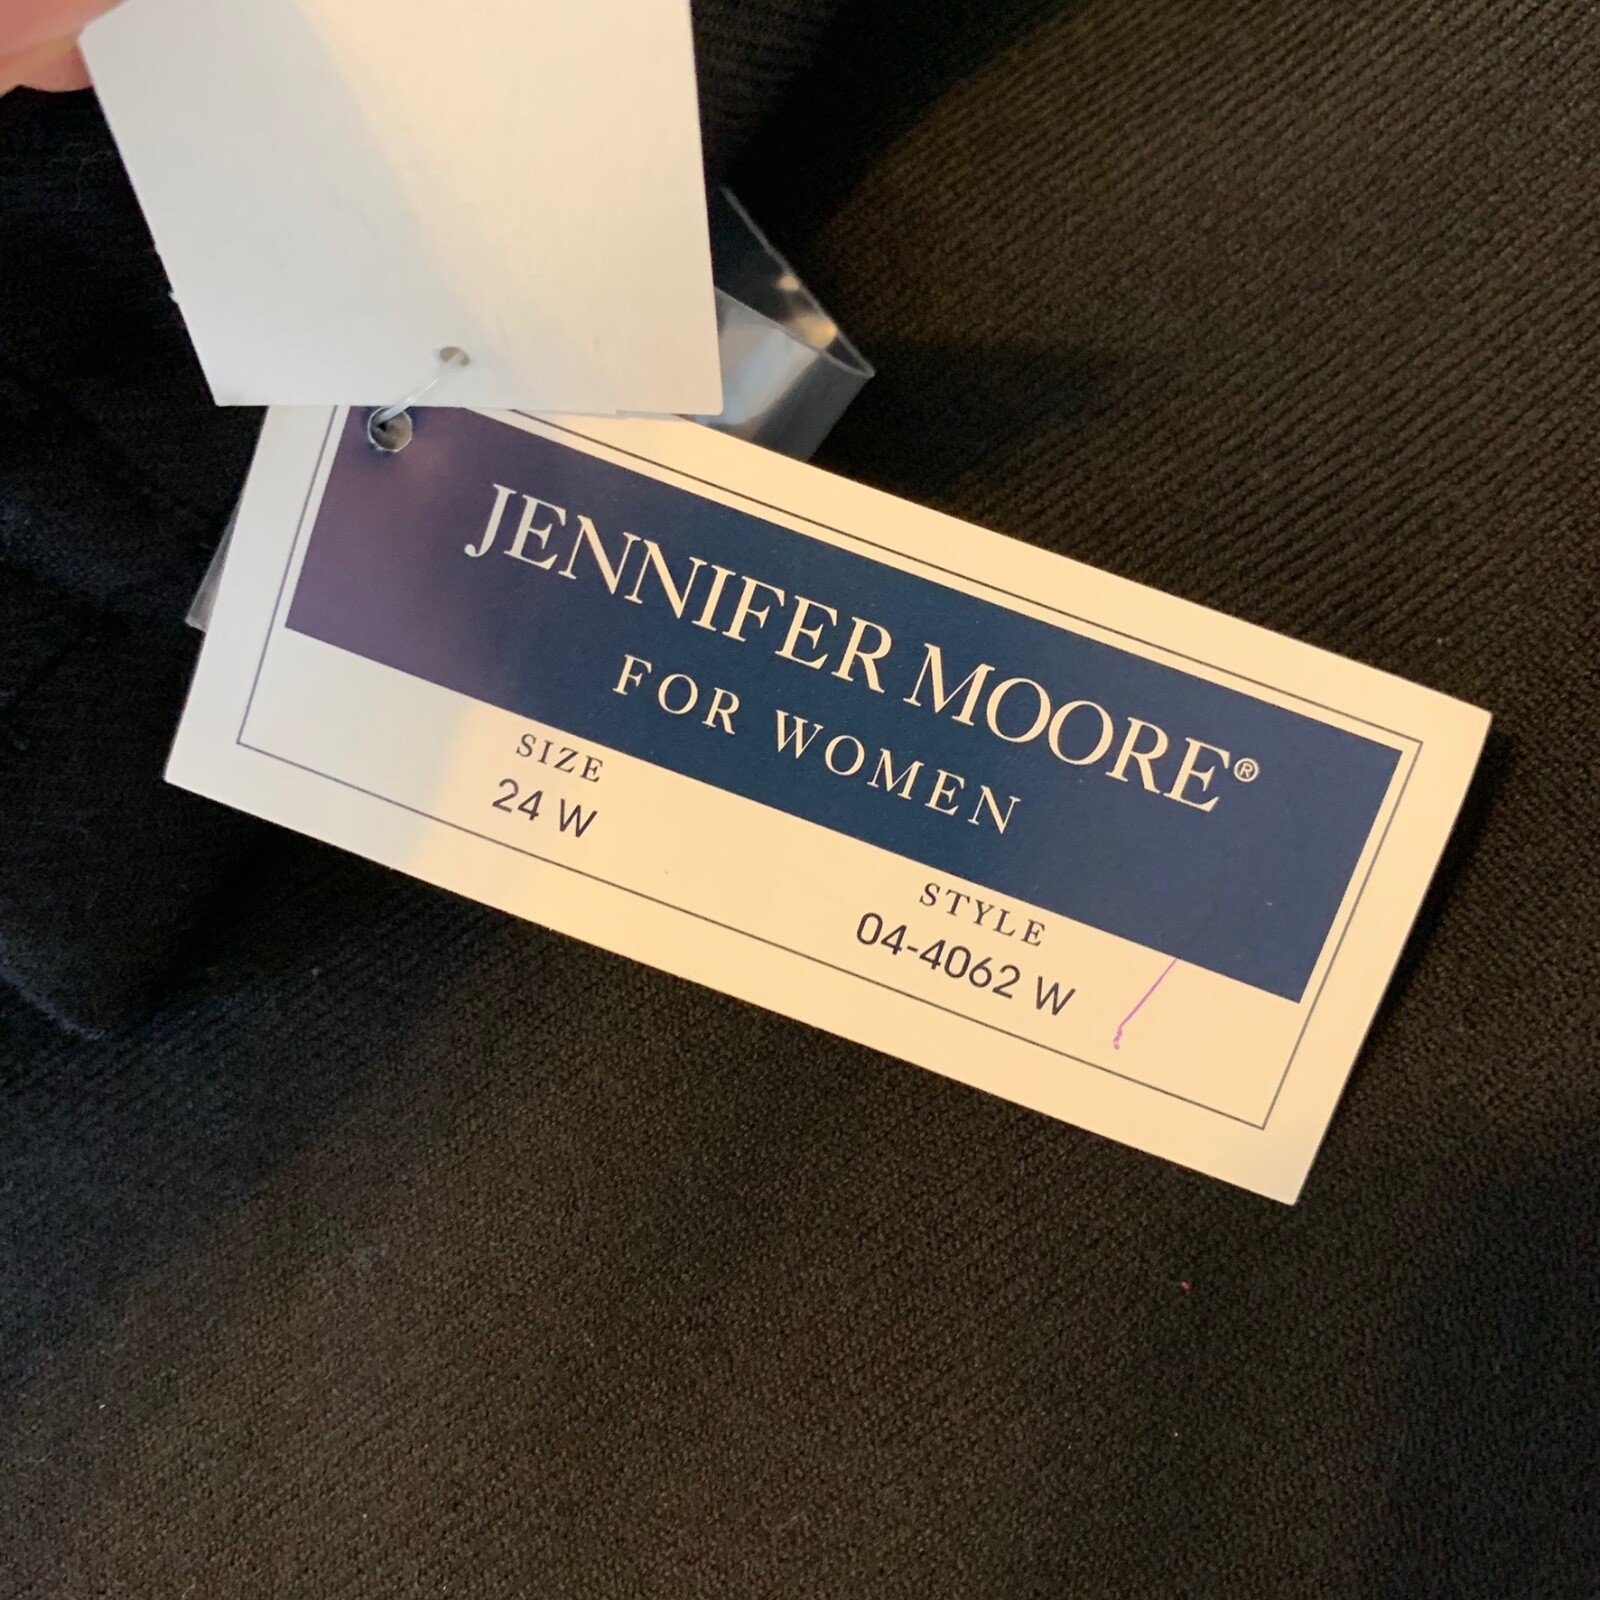 JENNIFER MOORE®
FOR WOMEN
SIZE
24 W
STYLE
04-4062 W